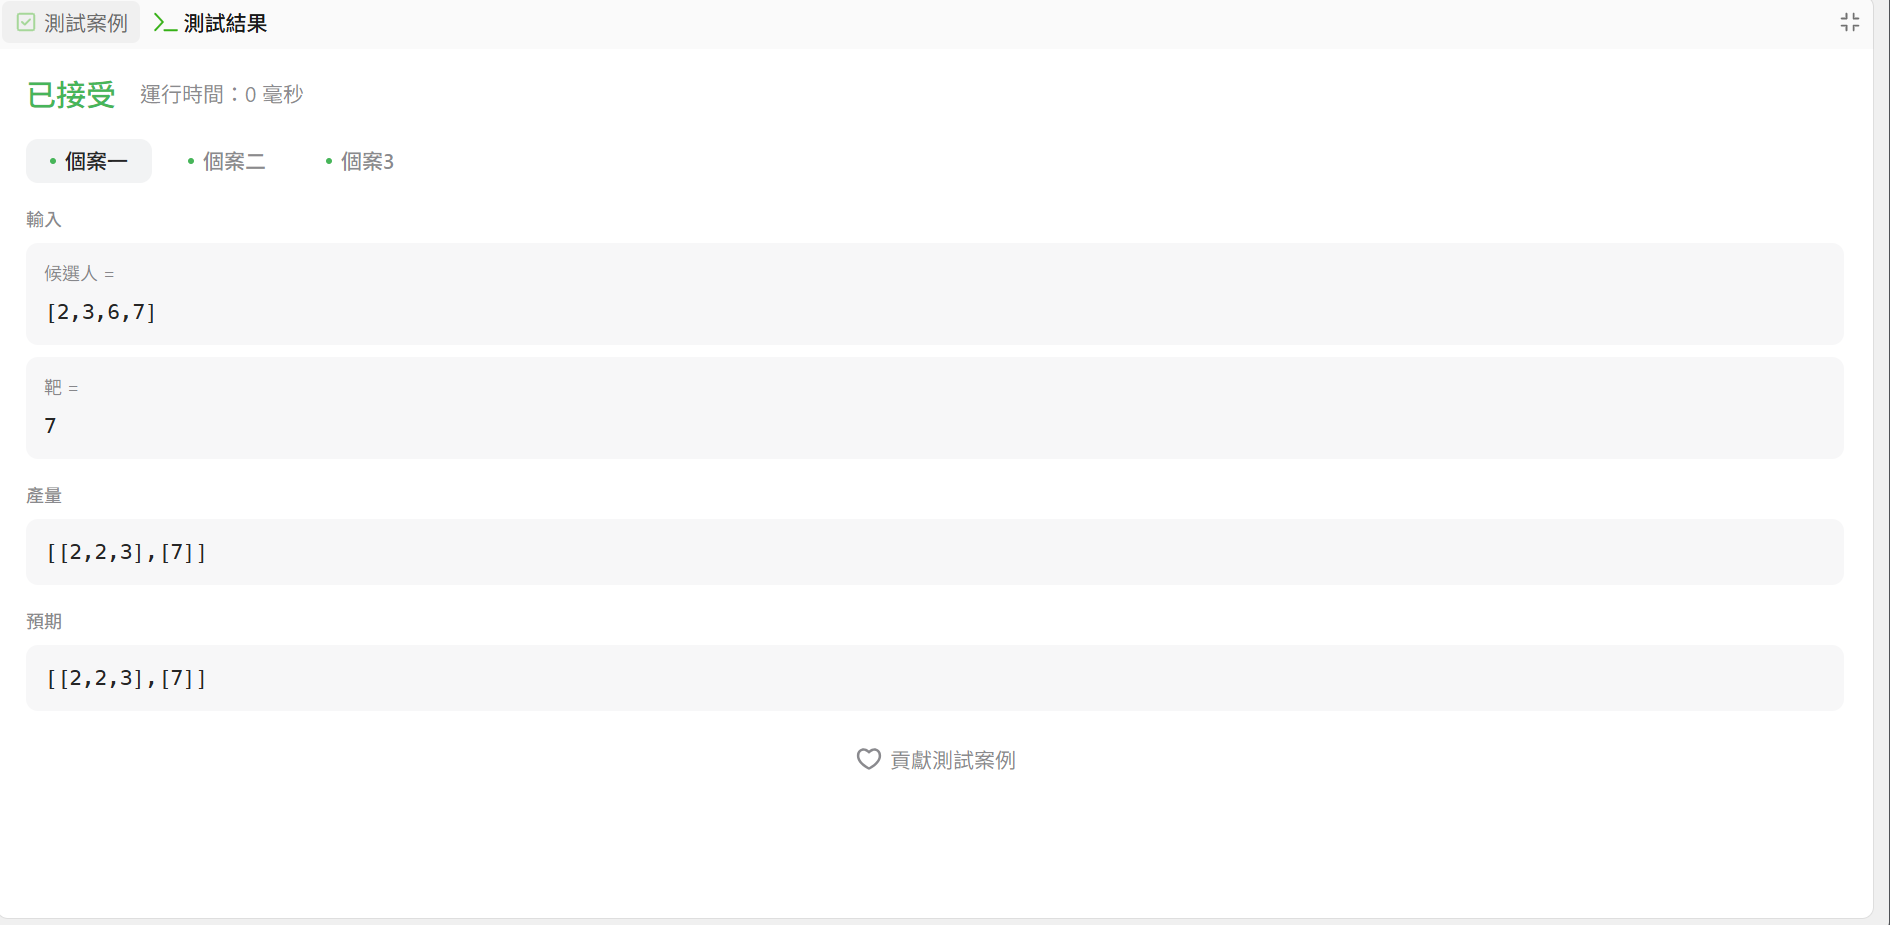 測試案例 測試結果
已接受 運行時間：0 毫秒
個案一 個案二 個案3
輸入
候選人 =
[2,3,6,7]
靶 =
7
產量
[[2,2,3],[7]]
預期
[[2,2,3],[7]]
貢獻測試案例